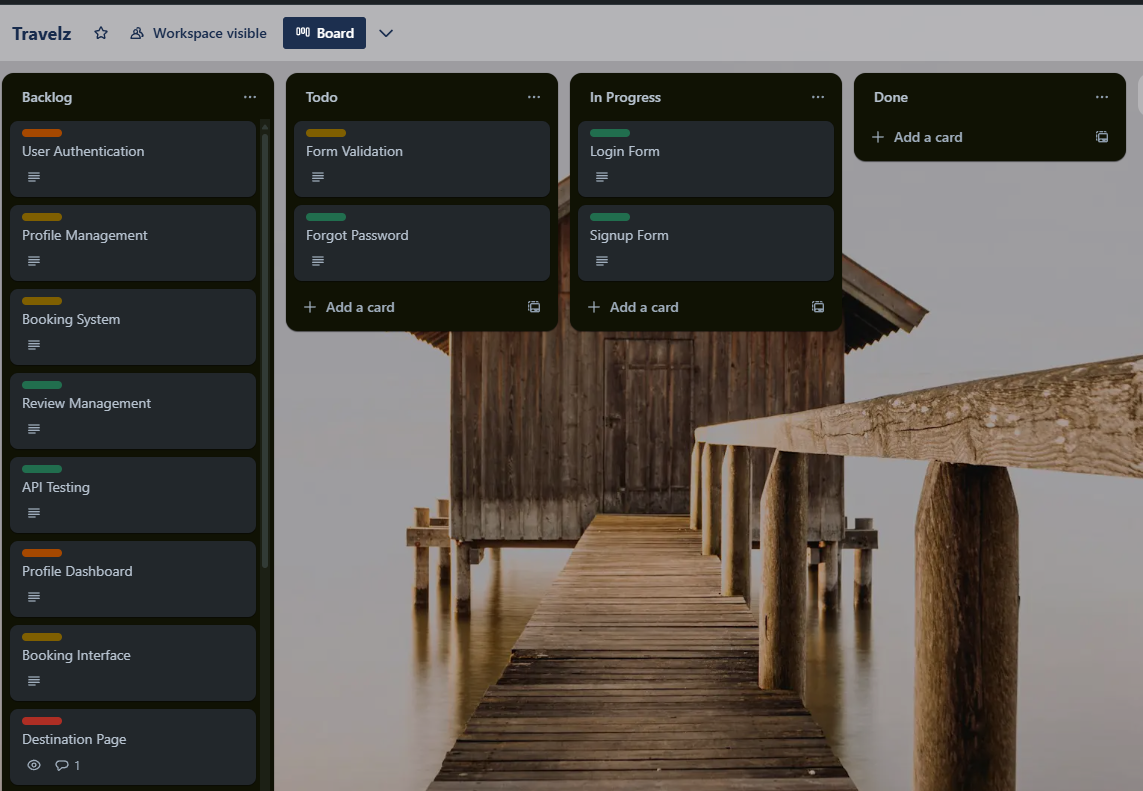 Travelz
Workspace visible
Board
Backlog
User Authentication
Profile Management
Booking System
Review Management
API Testing
Profile Dashboard
Booking Interface
Destination Page
1
Todo
Form Validation
Forgot Password
Add a card
In Progress
Login Form
Signup Form
Add a card
Done
Add a card